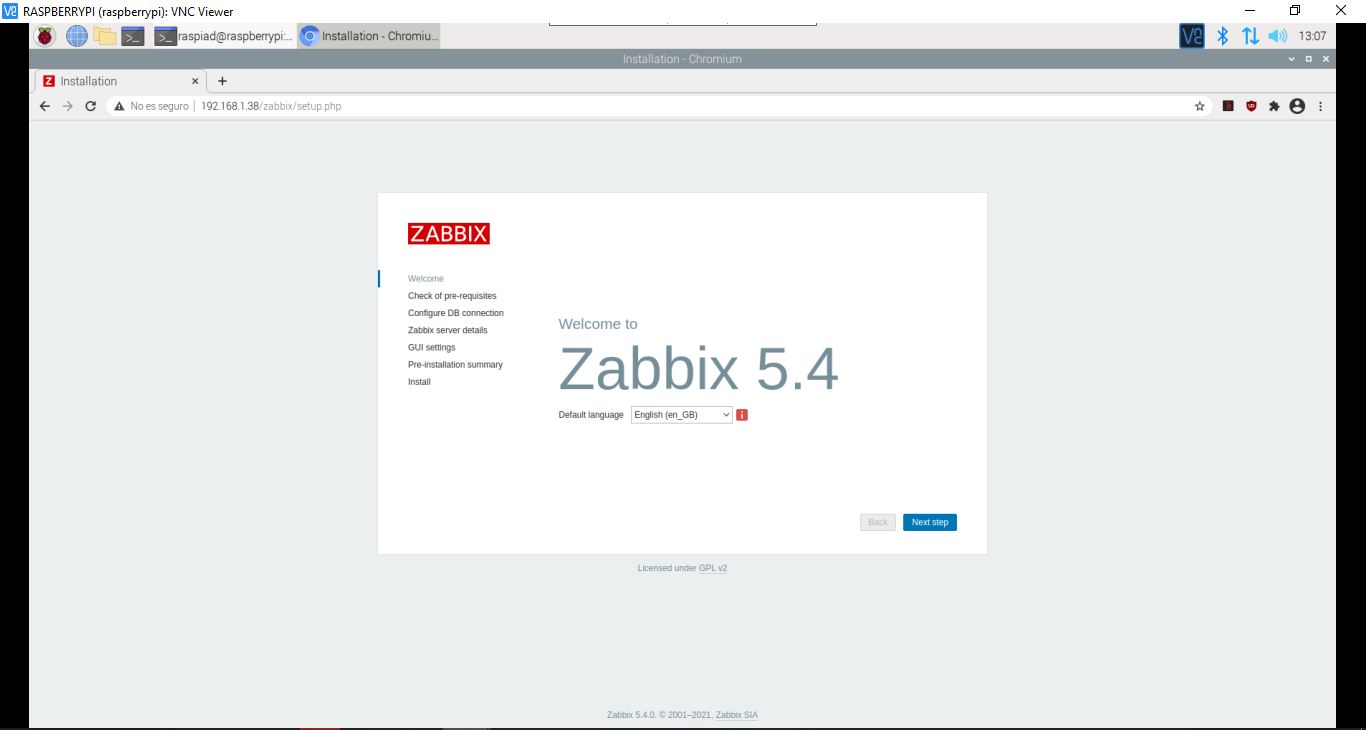 RASPBERRYPI (raspberrypi): VNC Viewer
raspiad@raspberrypi:... Installation - Chromiu... 13:07
Installation - Chromium
Installation
No es seguro | 192.168.1.38/zabbix/setup.php
ZABBIX
Welcome
Check of pre-requisites
Configure DB connection
Zabbix server details
GUI settings
Pre-installation summary
Install
Welcome to
Zabbix 5.4
Default language English (en_GB)
Back Next step
Licensed under GPL v2
Zabbix 5.4.0. © 2001–2021, Zabbix SIA